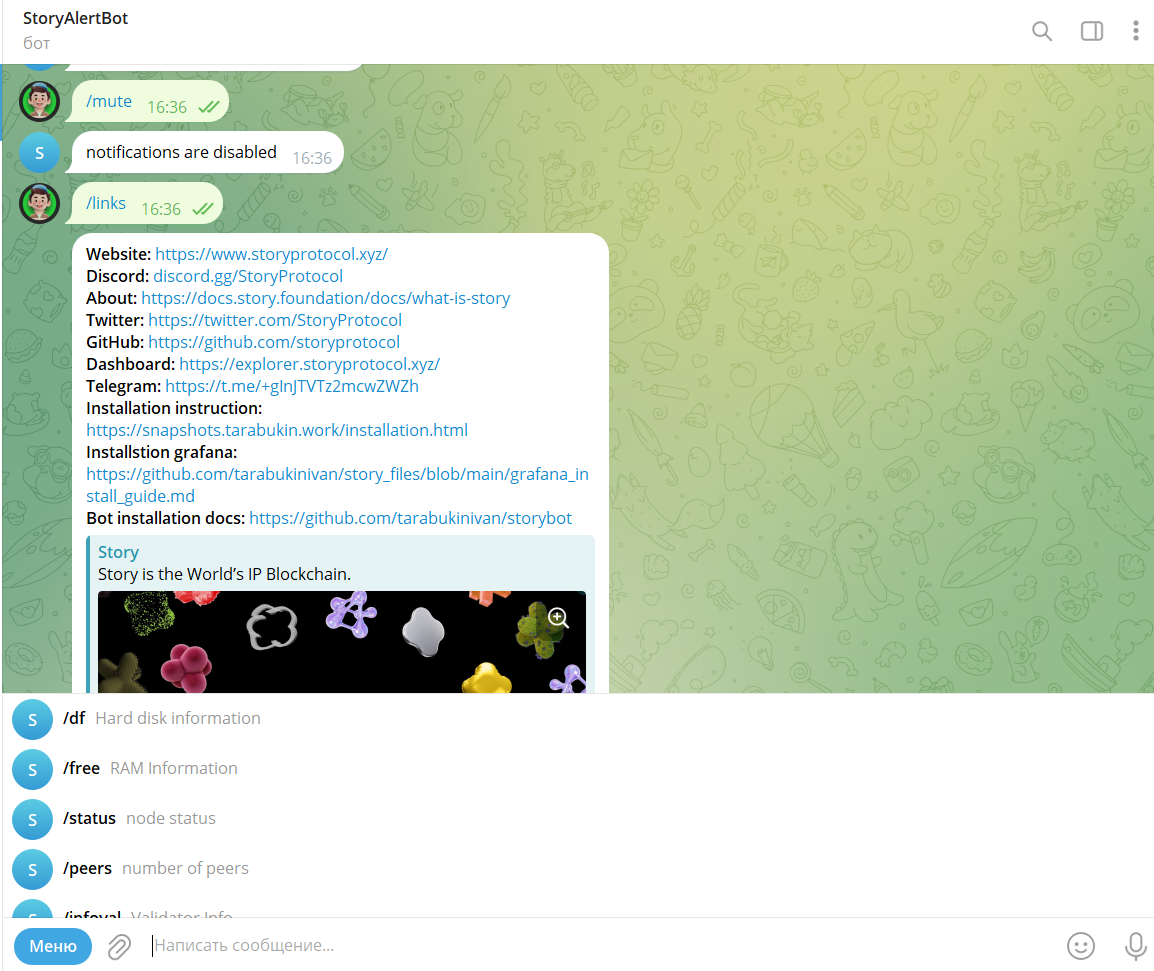 StoryAlertBot
бот
/mute 16:36
S
notifications are disabled 16:36
/links 16:36
Website: https://www.storyprotocol.xyz/
Discord: discord.gg/StoryProtocol
About: https://docs.story.foundation/docs/what-is-story
Twitter: https://twitter.com/StoryProtocol
GitHub: https://github.com/storyprotocol
Dashboard: https://explorer.storyprotocol.xyz/
Telegram: https://t.me/+gInJTVTz2mcwZWZh
Installation instruction:
https://snapshots.tarabukin.work/installation.html
Installstion grafana:
https://github.com/tarabukinivan/story_files/blob/main/grafana_in
stall_guide.md
Bot installation docs: https://github.com/tarabukinivan/storybot
Story
Story is the World’s IP Blockchain.
S /df Hard disk information
S /free RAM Information
S /status node status
S /peers number of peers
S /infoval Validator Info
Меню Написать сообщение...